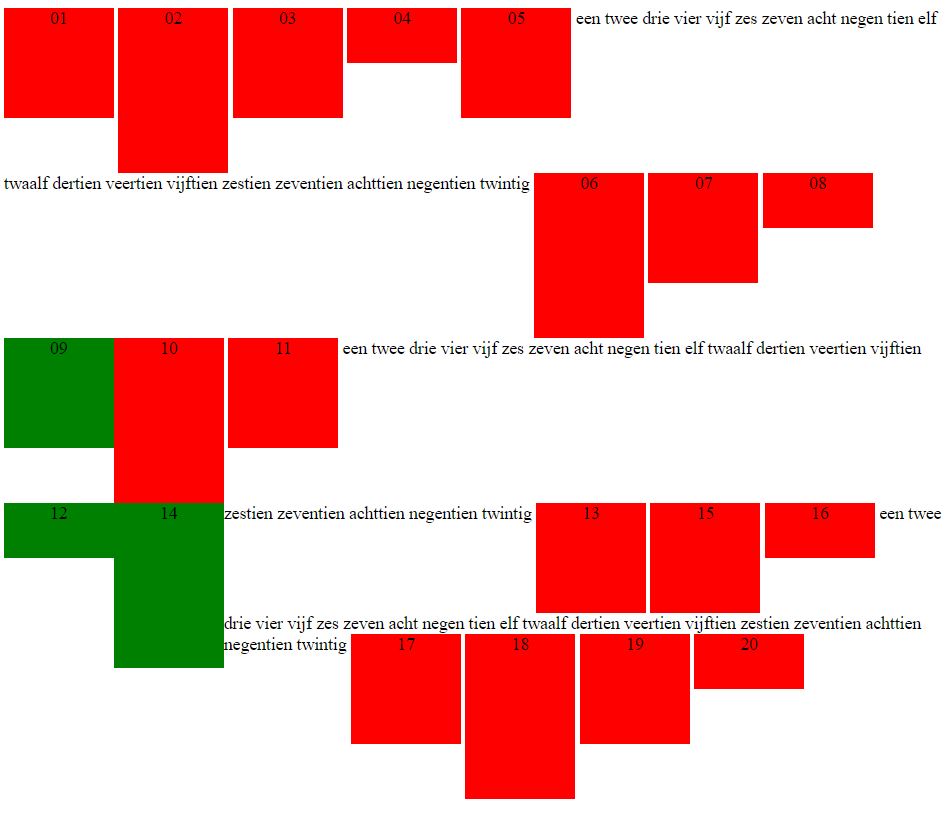 01 02 03 04 05 een twee drie vier vijf zes zeven acht negen tien elf
twaalf dertien veertien vijftien zestien zeventien achttien negentien twintig 06 07 08
09 10 11 een twee drie vier vijf zes zeven acht negen tien elf twaalf dertien veertien vijftien
12 14 zestien zeventien achttien negentien twintig 13 15 16 een twee
drie vier vijf zes zeven acht negen tien elf twaalf dertien veertien vijftien zestien zeventien achttien
negentien twintig 17 18 19 20